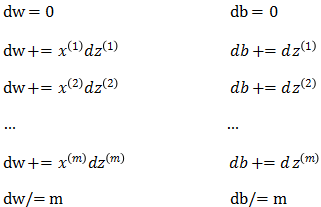 dw = 0 db = 0
dw += x⁽¹⁾dz⁽¹⁾ db += dz⁽¹⁾
dw += x⁽²⁾dz⁽²⁾ db += dz⁽²⁾
... ...
dw += x⁽ᵐ⁾dz⁽ᵐ⁾ db += dz⁽ᵐ⁾
dw/= m db/= m